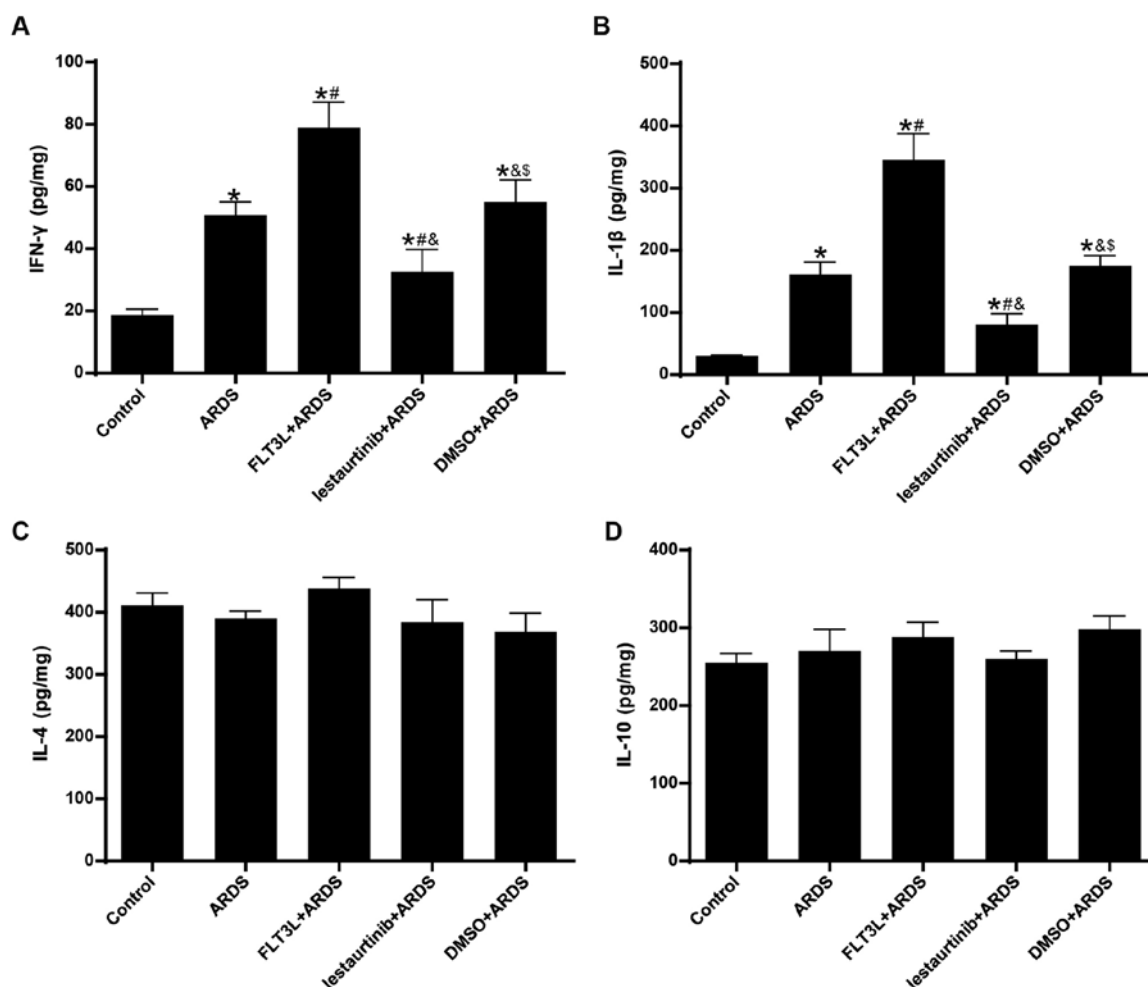 A
IFN-γ (pg/mg)
100
80
60
40
20
0
*
*#
*#&
*&$
Control
ARDS
FLT3L+ARDS
lestaurtinib+ARDS
DMSO+ARDS
B
IL-1β (pg/mg)
500
400
300
200
100
0
*
*#
*#&
*&$
Control
ARDS
FLT3L+ARDS
lestaurtinib+ARDS
DMSO+ARDS
C
IL-4 (pg/mg)
500
400
300
200
100
0
Control
ARDS
FLT3L+ARDS
lestaurtinib+ARDS
DMSO+ARDS
D
IL-10 (pg/mg)
400
300
200
100
0
Control
ARDS
FLT3L+ARDS
lestaurtinib+ARDS
DMSO+ARDS